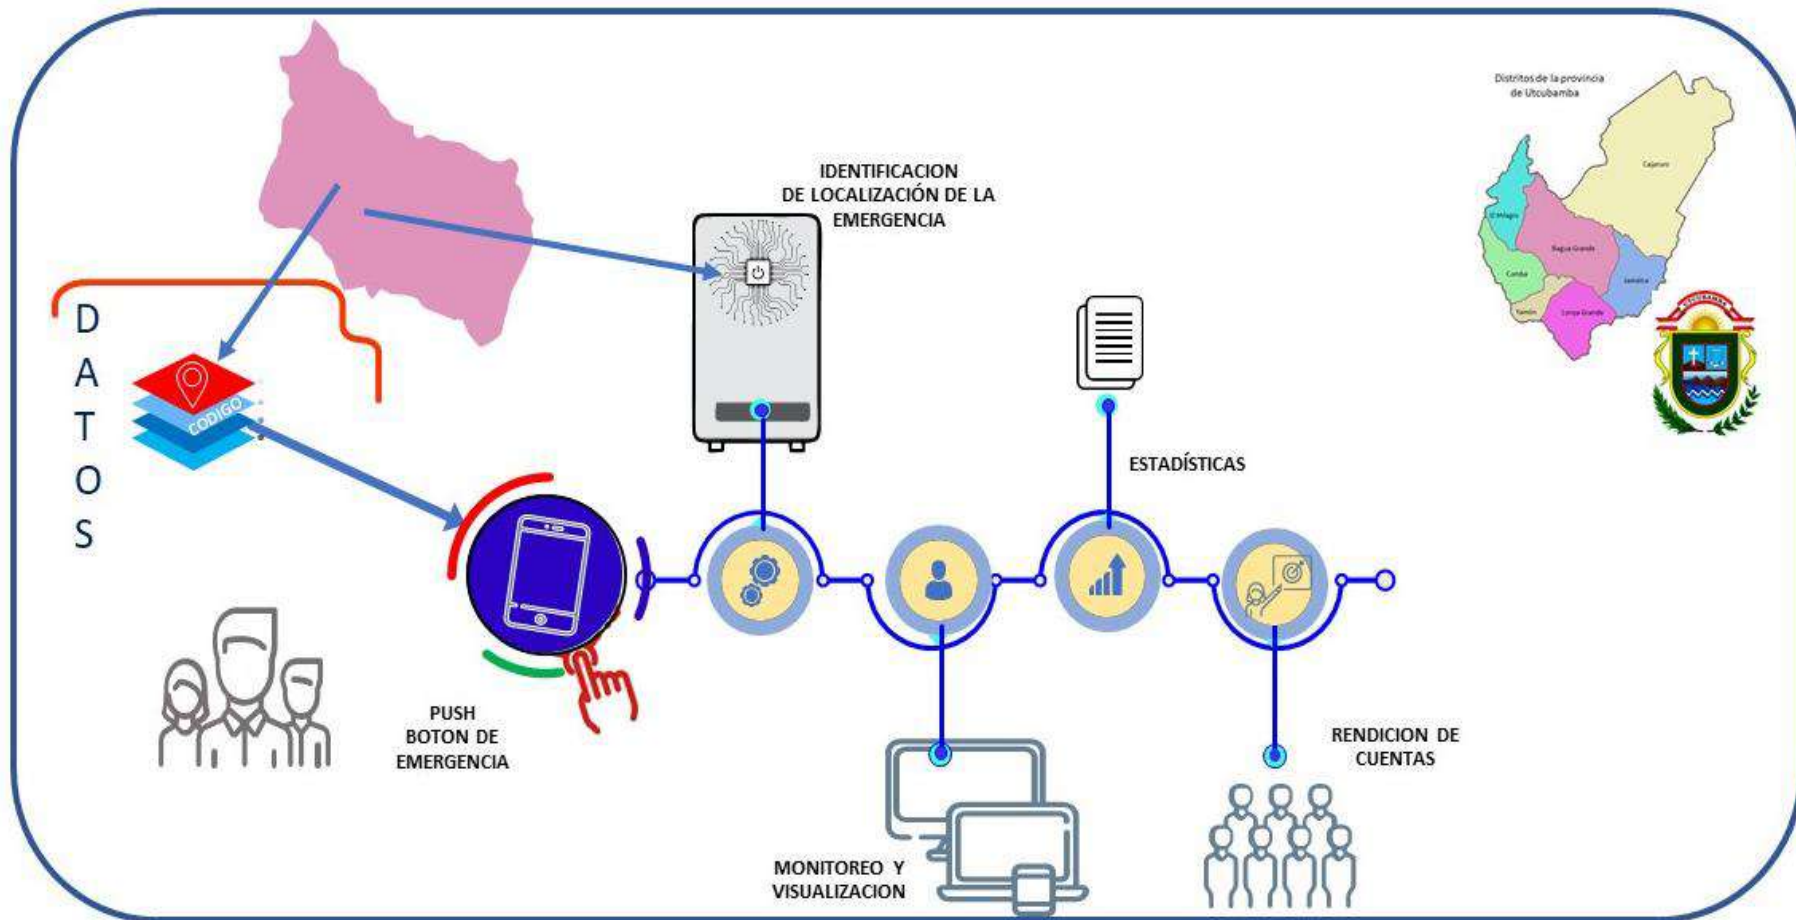 Distritos de la provincia
de Utcubamba
Cajaruro
El Milagro
Bagua Grande
Cumba
Jamalca
Yamón
Lonya Grande
UTCUBAMBA
IDENTIFICACION
DE LOCALIZACIÓN DE LA
EMERGENCIA
D
A
T
O
S
CODIGO
ESTADÍSTICAS
PUSH
BOTON DE
EMERGENCIA
RENDICION DE
CUENTAS
MONITOREO Y
VISUALIZACION